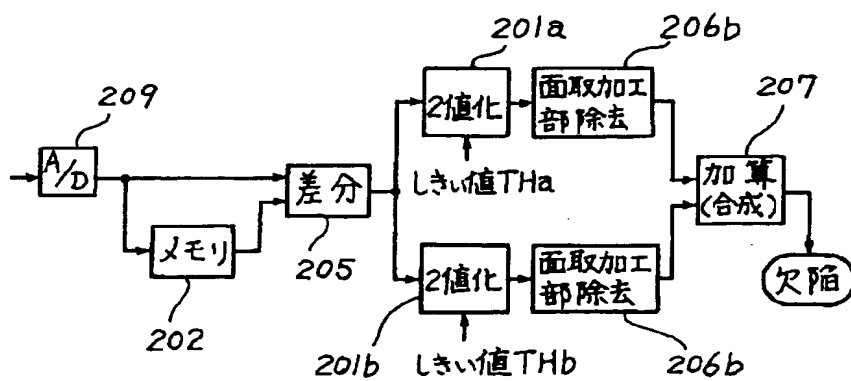 201a
206b
209
207
A/D
2値化
面取加工
部除去
差分
しきい値THa
加算
(合成)
メモリ
202
205
2値化
面取加工
部除去
欠陥
201b
しきい値THb
206b